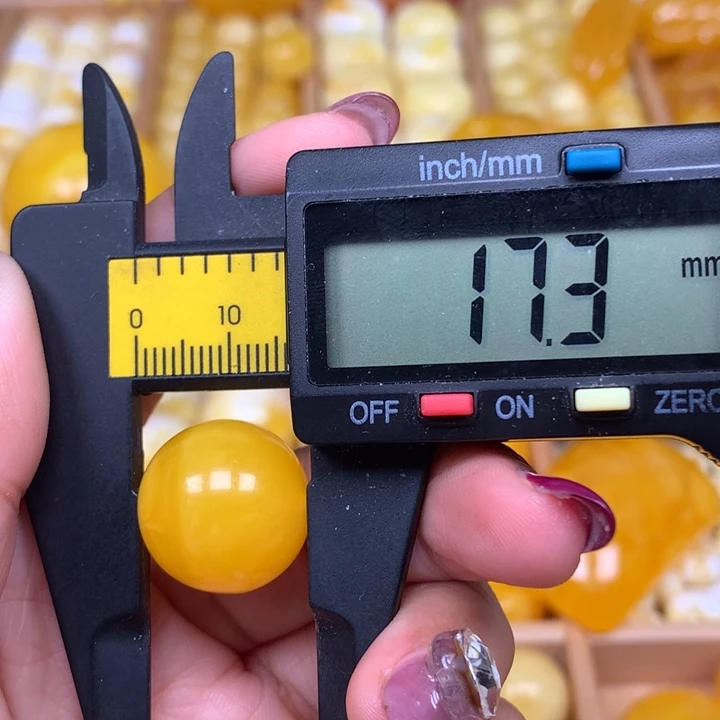 inch/mm
17.3 mm
0 10
OFF ON ZERO